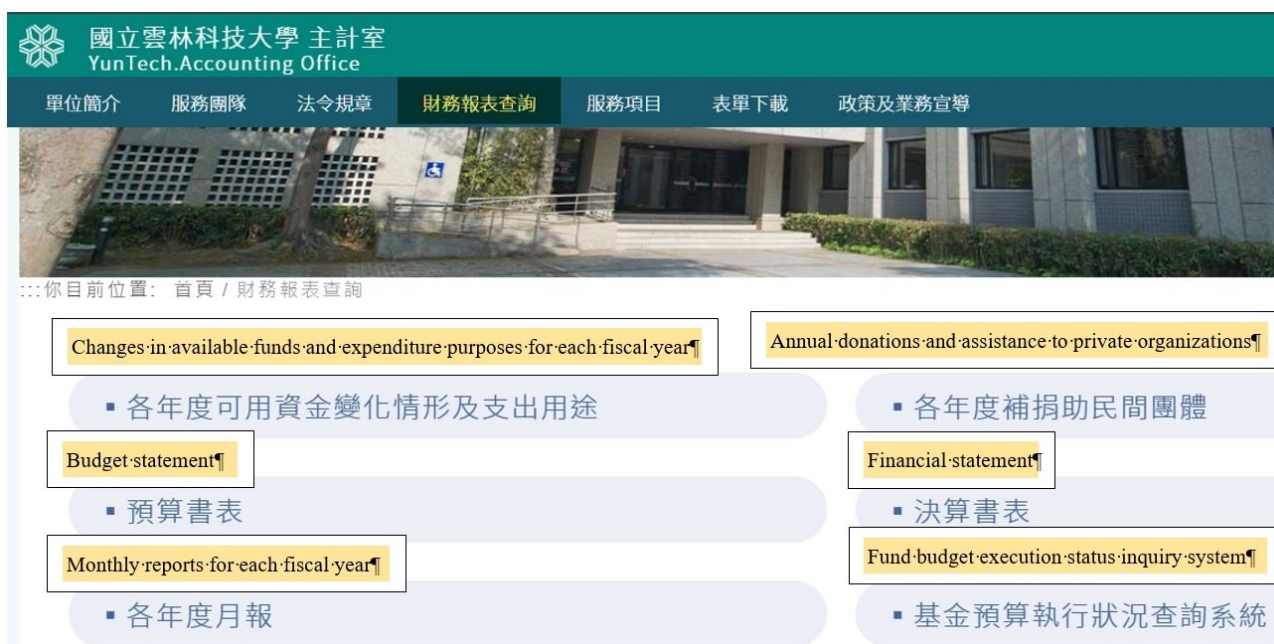 國立雲林科技大學 主計室
YunTech.Accounting Office
單位簡介 服務團隊 法令規章 財務報表查詢 服務項目 表單下載 政策及業務宣導
:::你目前位置: 首頁 / 財務報表查詢
Changes·in·available·funds·and·expenditure·purposes·for·each·fiscal·year¶ Annual·donations·and·assistance·to·private·organizations¶
▪ 各年度可用資金變化情形及支出用途 ▪ 各年度補捐助民間團體
Budget·statement¶ Financial·statement¶
▪ 預算書表 ▪ 決算書表
Monthly·reports·for·each·fiscal·year¶ Fund·budget·execution·status·inquiry·system¶
▪ 各年度月報 ▪ 基金預算執行狀況查詢系統